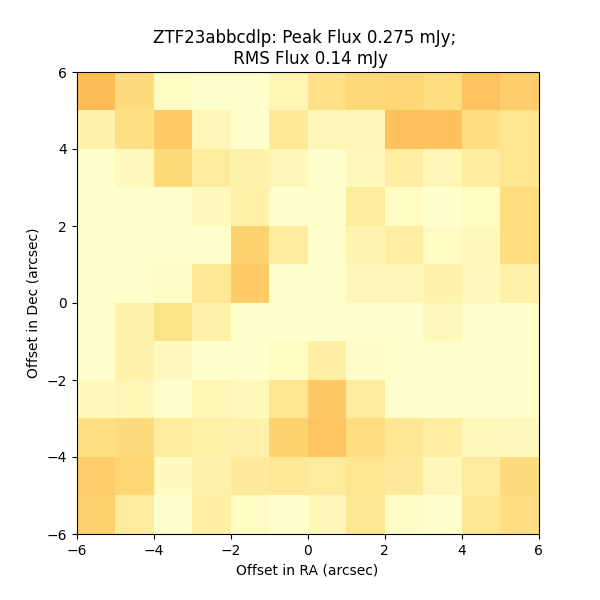 ZTF23abbcdlp: Peak Flux 0.275 mJy;
RMS Flux 0.14 mJy
6
4
2
0
−2
−4
−6
Offset in Dec (arcsec)
−6 −4 −2 0 2 4 6
Offset in RA (arcsec)